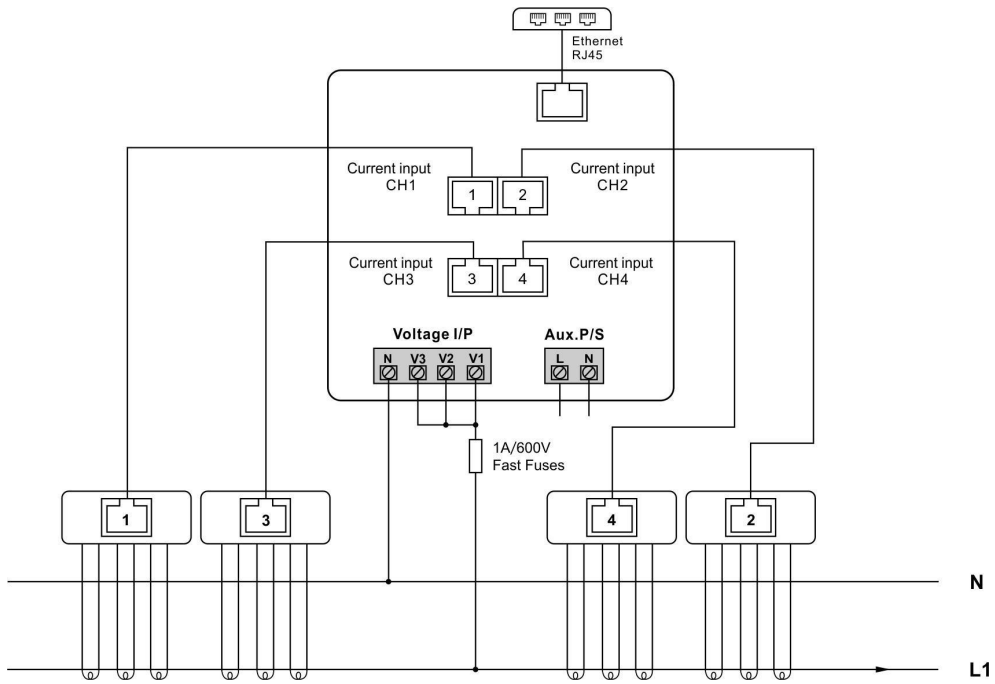 Ethernet
RJ45
Current input
CH1
1
2
Current input
CH2
Current input
CH3
3
4
Current input
CH4
Voltage I/P
Aux.P/S
N V3 V2 V1
L N
1A/600V
Fast Fuses
1
3
4
2
N
L1